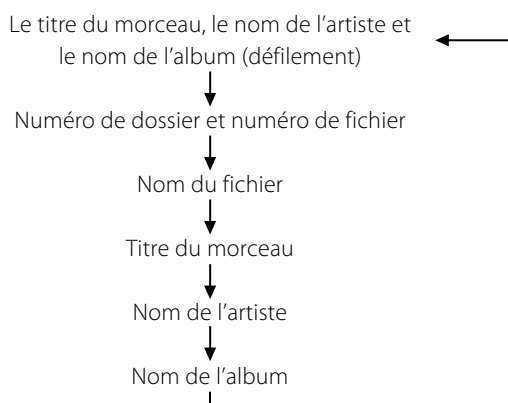 Le titre du morceau, le nom de l’artiste et
le nom de l’album (défilement)
Numéro de dossier et numéro de fichier
Nom du fichier
Titre du morceau
Nom de l’artiste
Nom de l’album